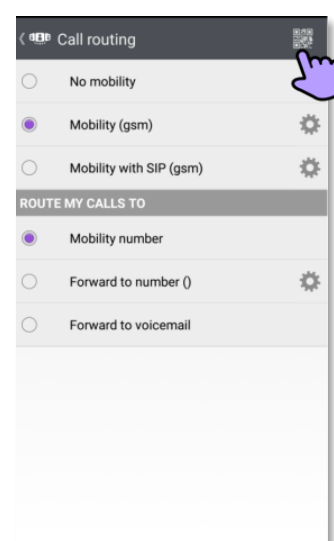 Call routing
No mobility
Mobility (gsm)
Mobility with SIP (gsm)
ROUTE MY CALLS TO
Mobility number
Forward to number ()
Forward to voicemail